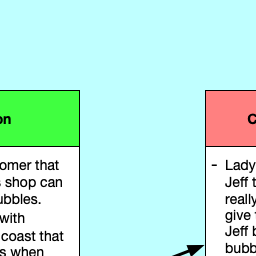 on
omer that
s shop can
ubbles.
with
coast that
s when
C
- Lady
Jeff t
really
give
Jeff b
bubb